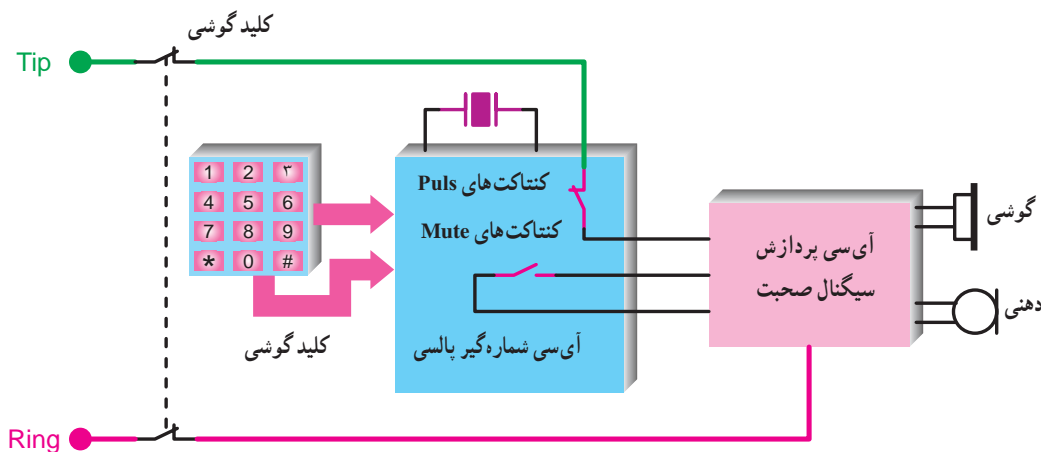 کلید گوشی
Tip
1 2 ۳
4 5 6
7 8 9
* 0 #
کنتاکت‌های Puls
کنتاکت‌های Mute
آی‌سی شماره‌گیر پالسی
کلید گوشی
آی‌سی پردازش
سیگنال صحبت
گوشی
دهنی
Ring